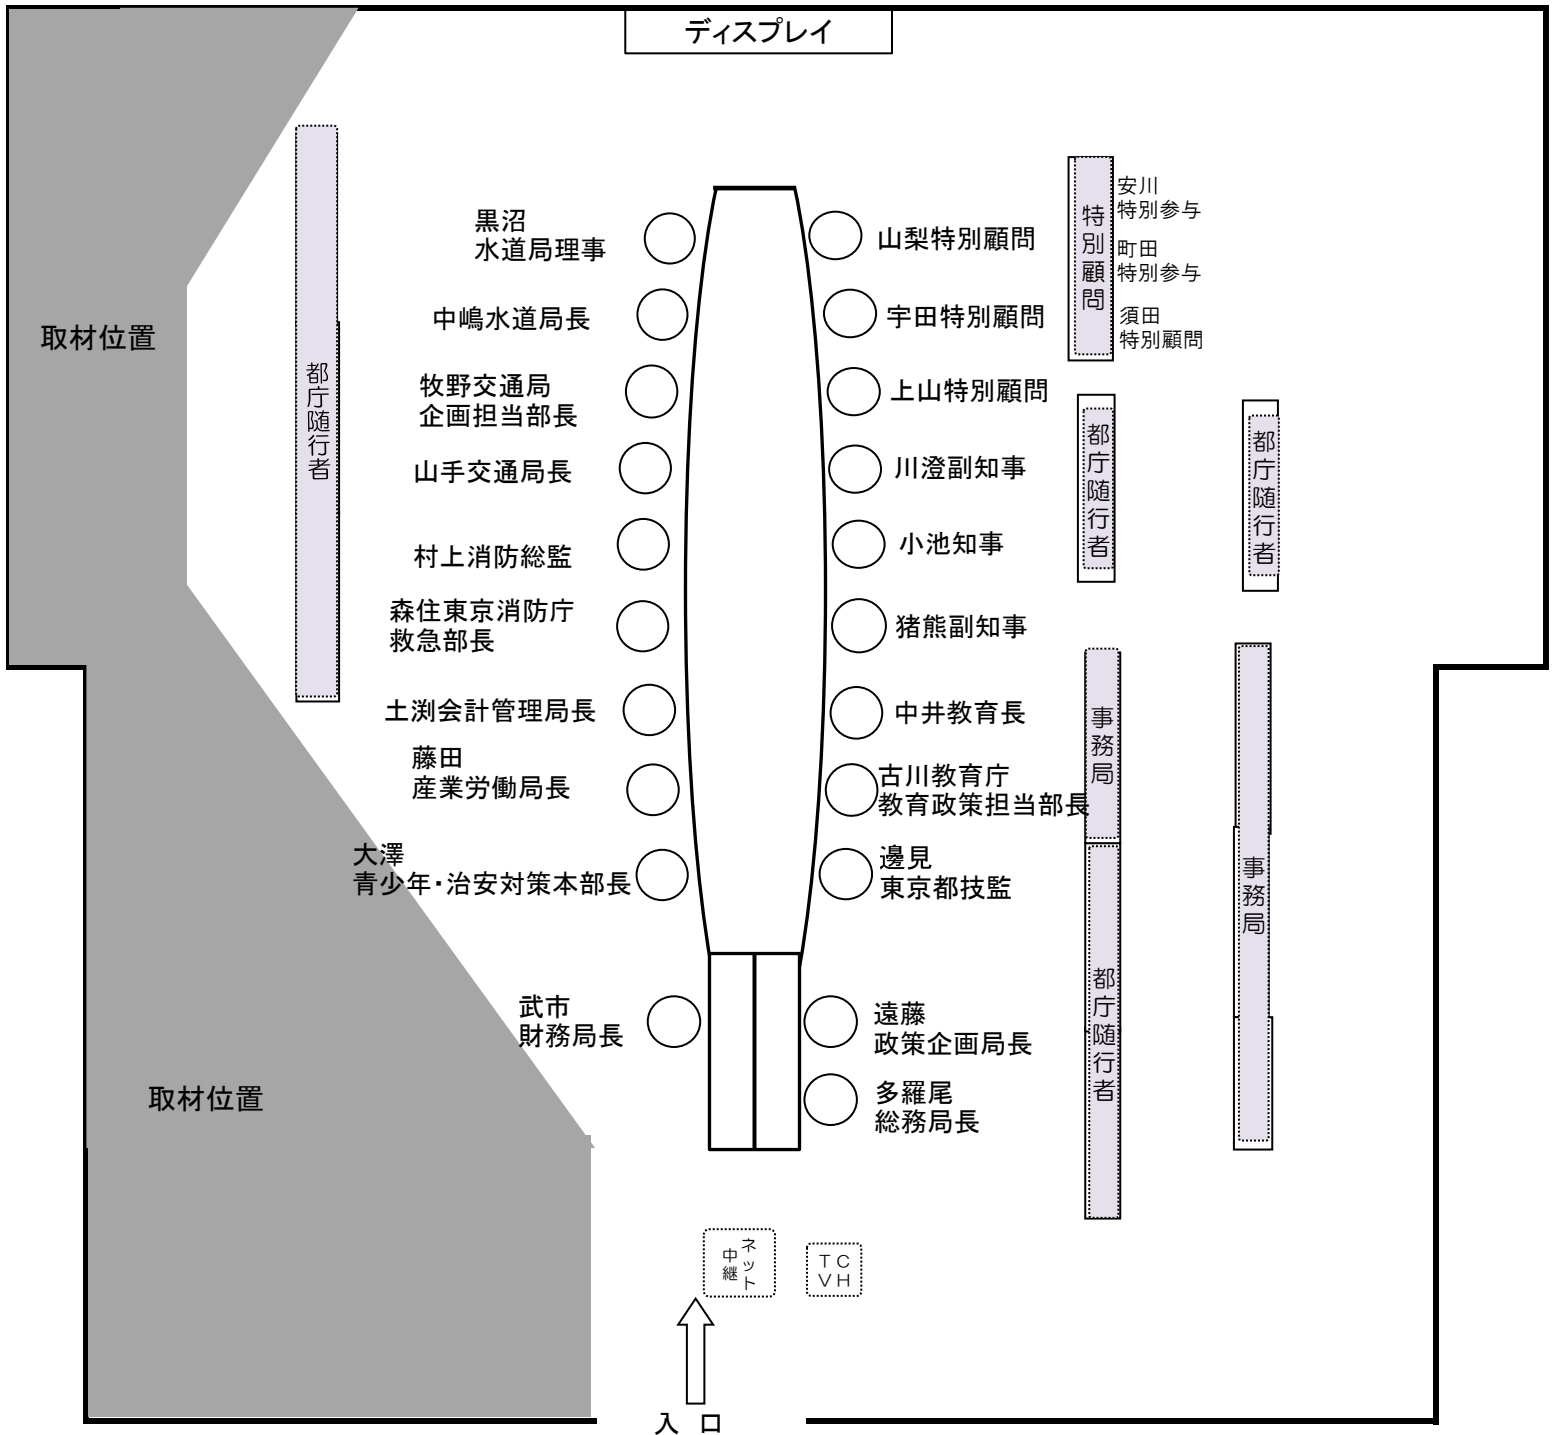 ディスプレイ
取材位置
都庁随行者
黒沼
水道局理事
中嶋水道局長
牧野交通局
企画担当部長
山手交通局長
村上消防総監
森住東京消防庁
救急部長
土渕会計管理局長
藤田
産業労働局長
大澤
青少年・治安対策本部長
武市
財務局長
取材位置
山梨特別顧問
宇田特別顧問
上山特別顧問
川澄副知事
小池知事
猪熊副知事
中井教育長
古川教育庁
教育政策担当部長
邊見
東京都技監
遠藤
政策企画局長
多羅尾
総務局長
特別顧問
安川
特別参与
町田
特別参与
須田
特別顧問
都庁随行者
都庁随行者
事務局
都庁随行者
事務局
ネット
中継
TC
VH
入 口